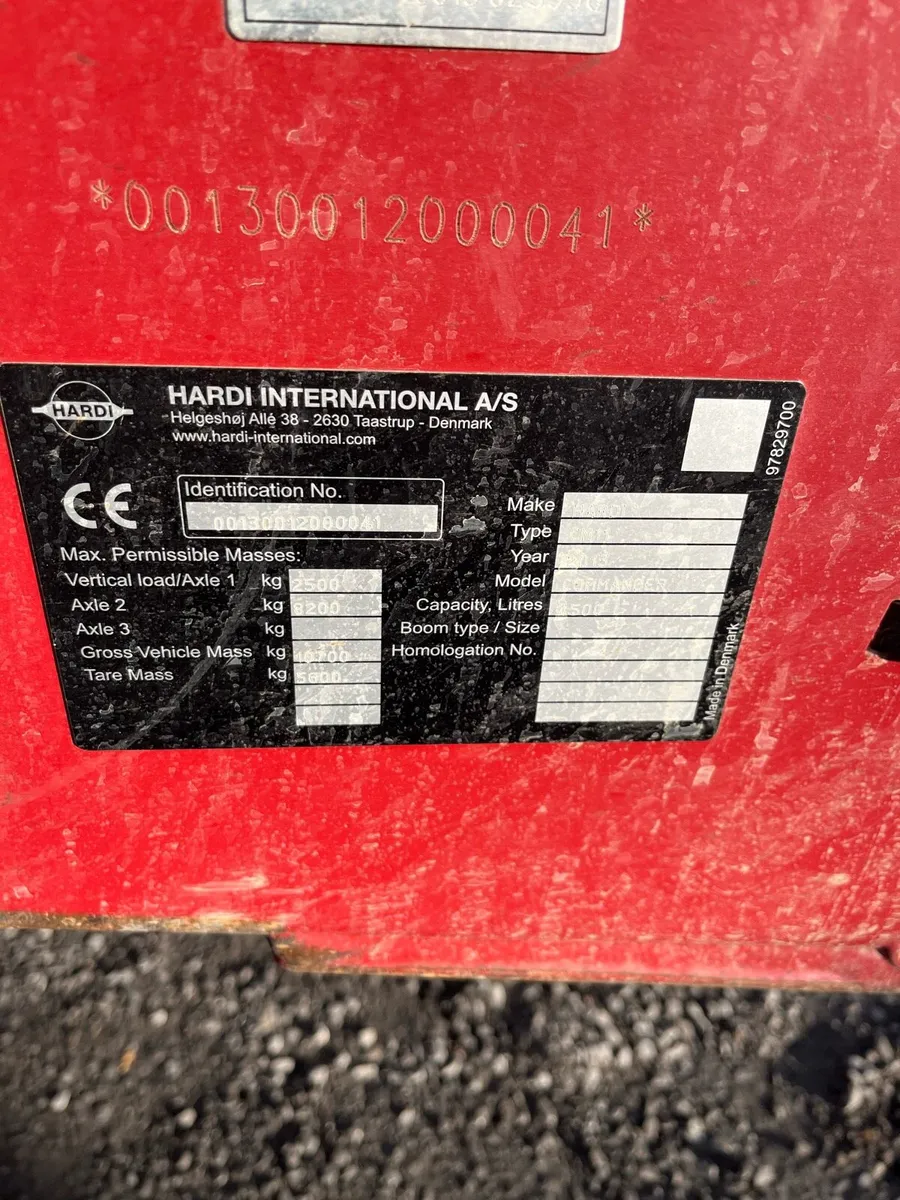 *00130012000041*
HARDI
HARDI INTERNATIONAL A/S
Helgeshøj Allé 38 - 2630 Taastrup - Denmark
www.hardi-international.com
97829700
CE
Identification No.
00130012000041
Max. Permissible Masses:
Vertical load/Axle 1 kg 2500
Axle 2 kg 8200
Axle 3 kg
Gross Vehicle Mass kg 10700
Tare Mass kg
Make
Type
Year
Model COMMANDER
Capacity, Litres
Boom type / Size
Homologation No.
Made in Denmark